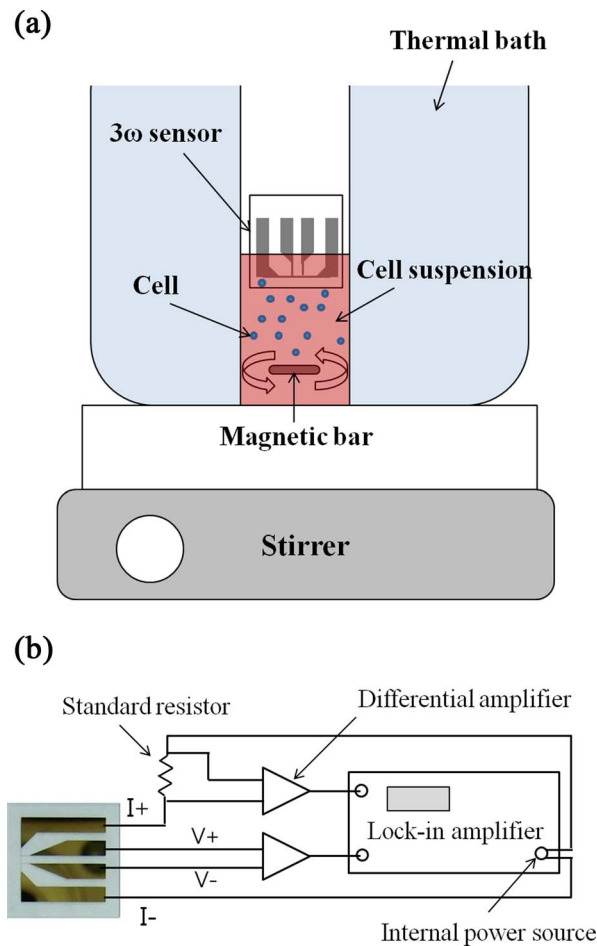 (a)
Thermal bath
3ω sensor
Cell
Cell suspension
Magnetic bar
Stirrer
(b)
Differential amplifier
Standard resistor
I+
V+
Lock-in amplifier
V-
I-
Internal power source